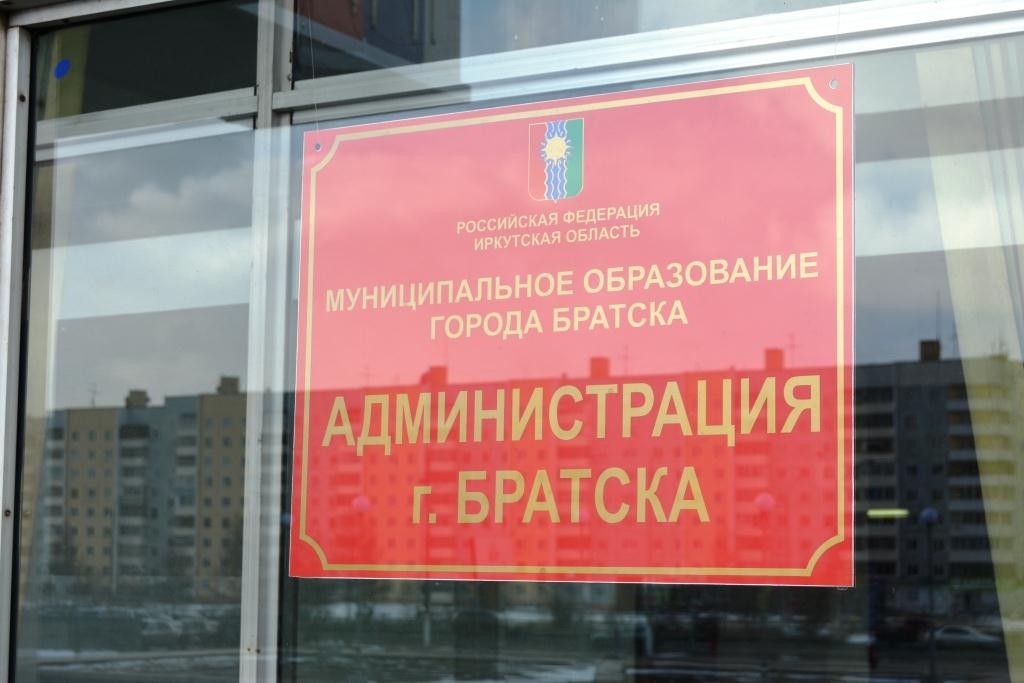 РОССИЙСКАЯ ФЕДЕРАЦИЯ
ИРКУТСКАЯ ОБЛАСТЬ
МУНИЦИПАЛЬНОЕ ОБРАЗОВАНИЕ
ГОРОДА БРАТСКА
АДМИНИСТРАЦИЯ
г. БРАТСКА